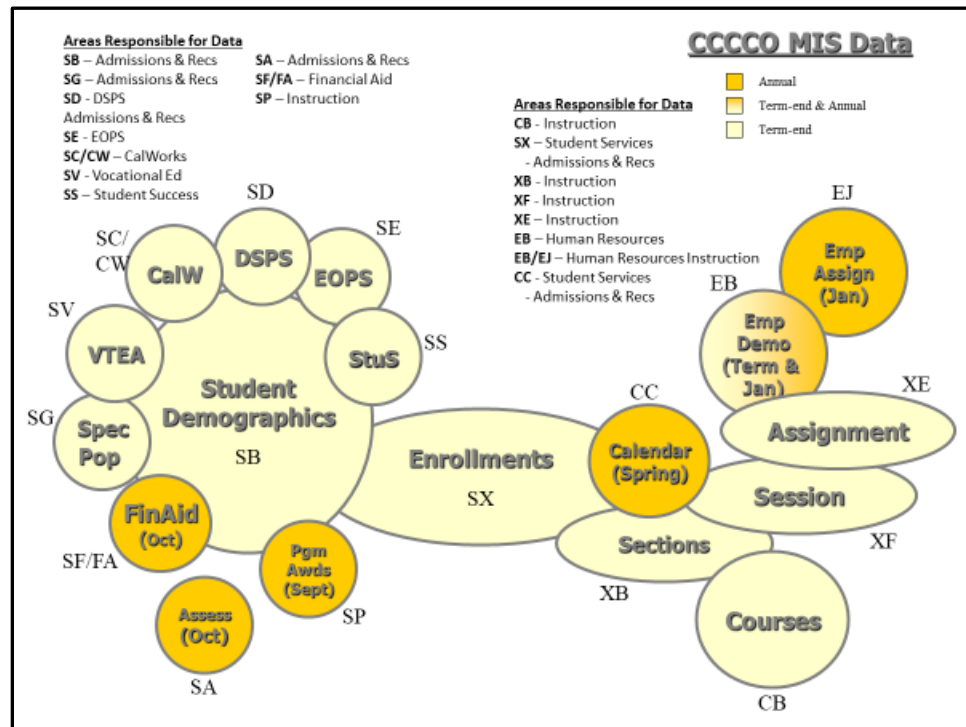 Areas Responsible for Data
SB – Admissions & Recs
SG – Admissions & Recs
SD - DSPS
Admissions & Recs
SE - EOPS
SC/CW – CalWorks
SV - Vocational Ed
SS – Student Success
SA – Admissions & Recs
SF/FA – Financial Aid
SP – Instruction
CCCCO MIS Data
Annual
Term-end & Annual
Term-end
Areas Responsible for Data
CB - Instruction
SX – Student Services
- Admissions & Recs
XB - Instruction
XF - Instruction
XE – Instruction
EB – Human Resources
EB/EJ – Human Resources Instruction
CC - Student Services
- Admissions & Recs
SD
SE
SC/
CW
CalW
DSPS
EOPS
SV
VTEA
StuS
SS
SG
Spec
Pop
Student
Demographics
SB
FinAid
(Oct)
SF/FA
Pgm
Awds
(Sept)
SP
Assess
(Oct)
SA
Enrollments
SX
CC
Calendar
(Spring)
EJ
Emp
Assign
(Jan)
EB
Emp
Demo
(Term &
Jan)
XE
Assignment
Session
XF
Sections
XB
Courses
CB